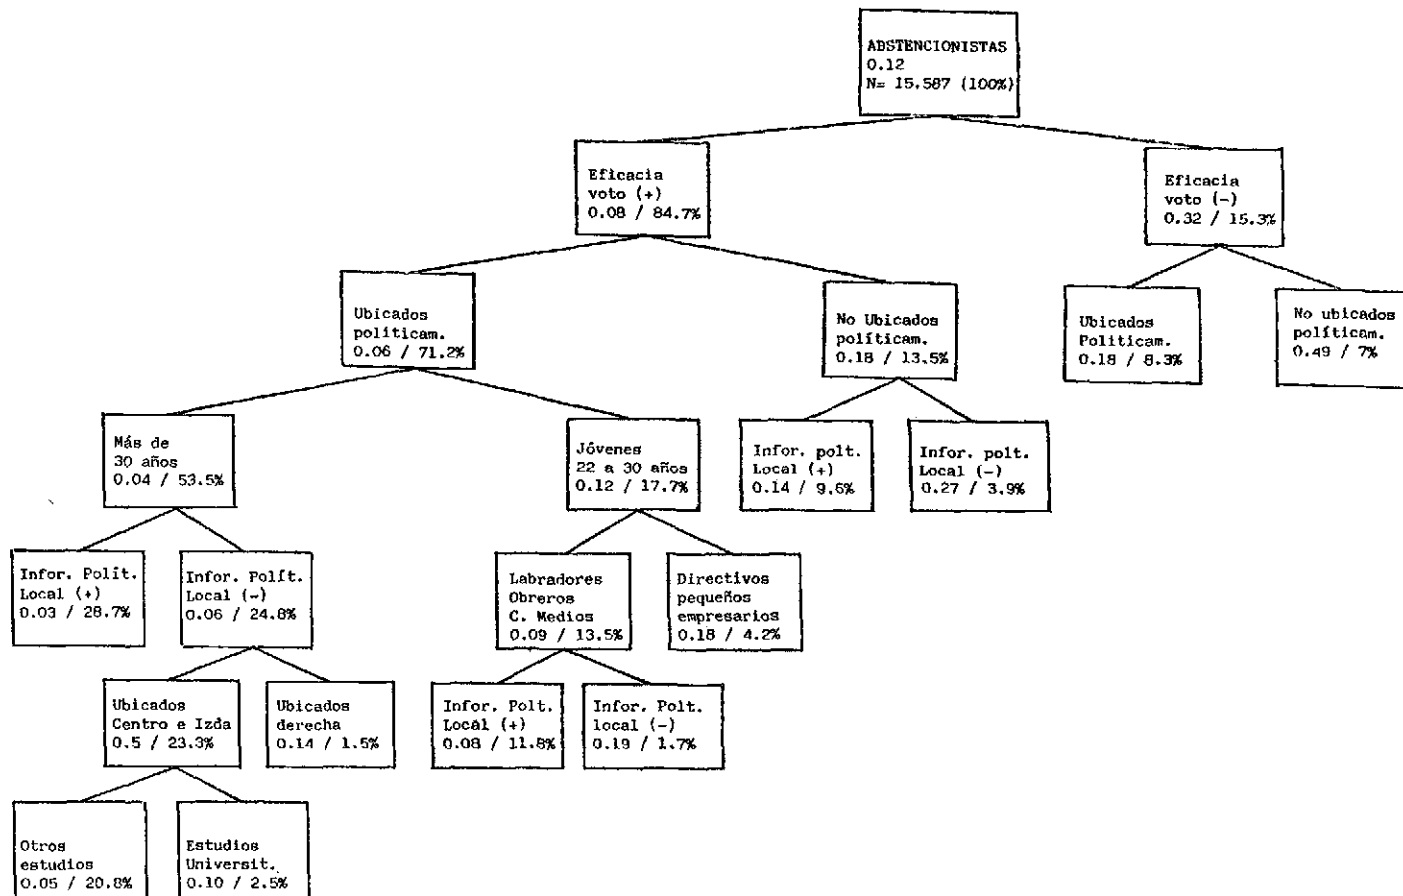 ABSTENCIONISTAS
0.12
N= 15.587 (100%)
Eficacia
voto (+)
0.08 / 84.7%
Eficacia
voto (-)
0.32 / 15.3%
Ubicados
políticam.
0.06 / 71.2%
No Ubicados
políticam.
0.18 / 13.5%
Ubicados
Politicam.
0.18 / 8.3%
No ubicados
políticam.
0.49 / 7%
Más de
30 años
0.04 / 53.5%
Jóvenes
22 a 30 años
0.12 / 17.7%
Infor. polt.
Local (+)
0.14 / 9.6%
Infor. polt.
Local (-)
0.27 / 3.9%
Infor. Polít.
Local (+)
0.03 / 28.7%
Infor. Polít.
Local (-)
0.06 / 24.8%
Labradores
Obreros
C. Medios
0.09 / 13.5%
Directivos
pequeños
empresarios
0.18 / 4.2%
Ubicados
Centro e Izda
0.5 / 23.3%
Ubicados
derecha
0.14 / 1.5%
Infor. Polt.
Local (+)
0.08 / 11.8%
Infor. Polt.
local (-)
0.19 / 1.7%
Otros
estudios
0.05 / 20.8%
Estudios
Universit.
0.10 / 2.5%